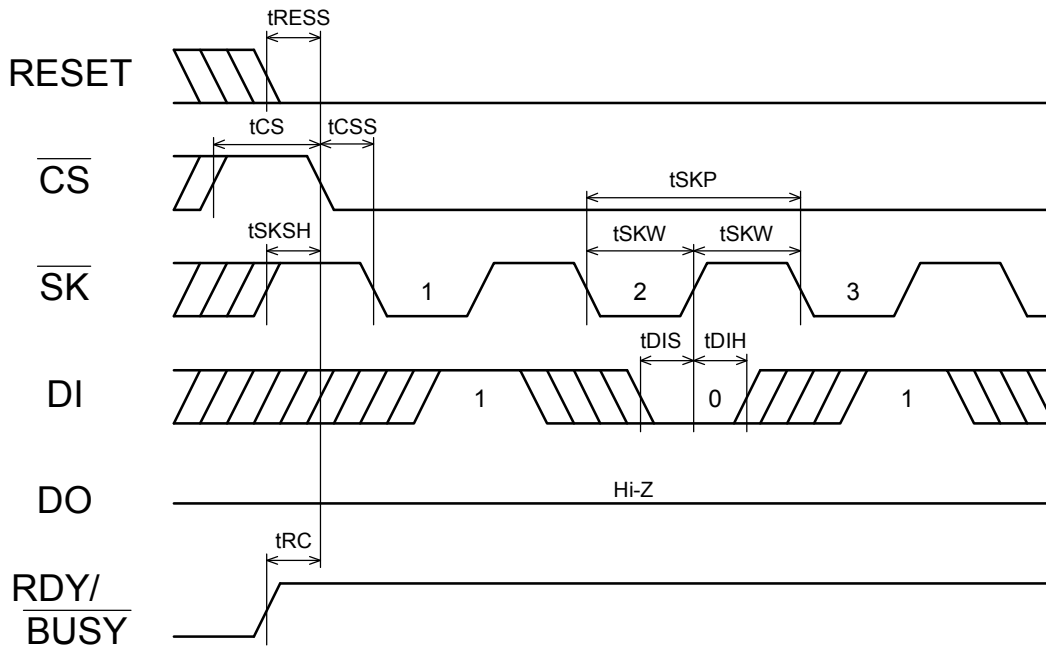 tRESS
RESET
tCS tCSS
CS
tSKP
tSKSH tSKW tSKW
SK 1 2 3
tDIS tDIH
DI 1 0 1
DO Hi-Z
tRC
RDY/
BUSY